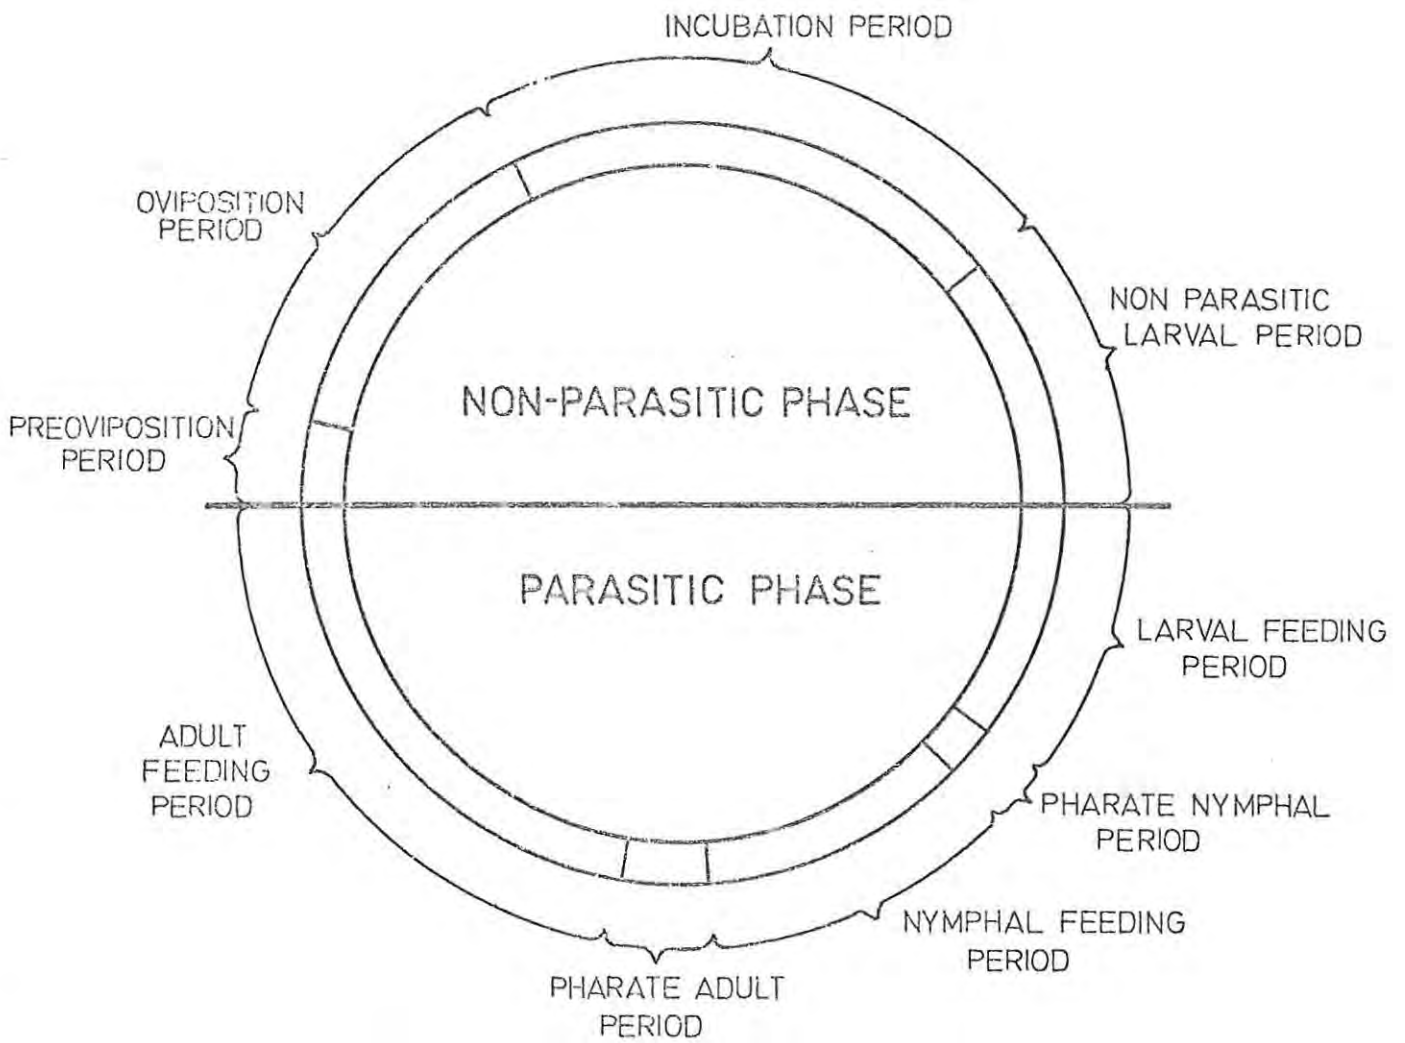 INCUBATION PERIOD
OVIPOSITION
PERIOD
NON PARASITIC
LARVAL PERIOD
PREOVIPOSITION
PERIOD
NON-PARASITIC PHASE
PARASITIC PHASE
LARVAL FEEDING
PERIOD
ADULT
FEEDING
PERIOD
PHARATE NYMPHAL
PERIOD
NYMPHAL FEEDING
PERIOD
PHARATE ADULT
PERIOD